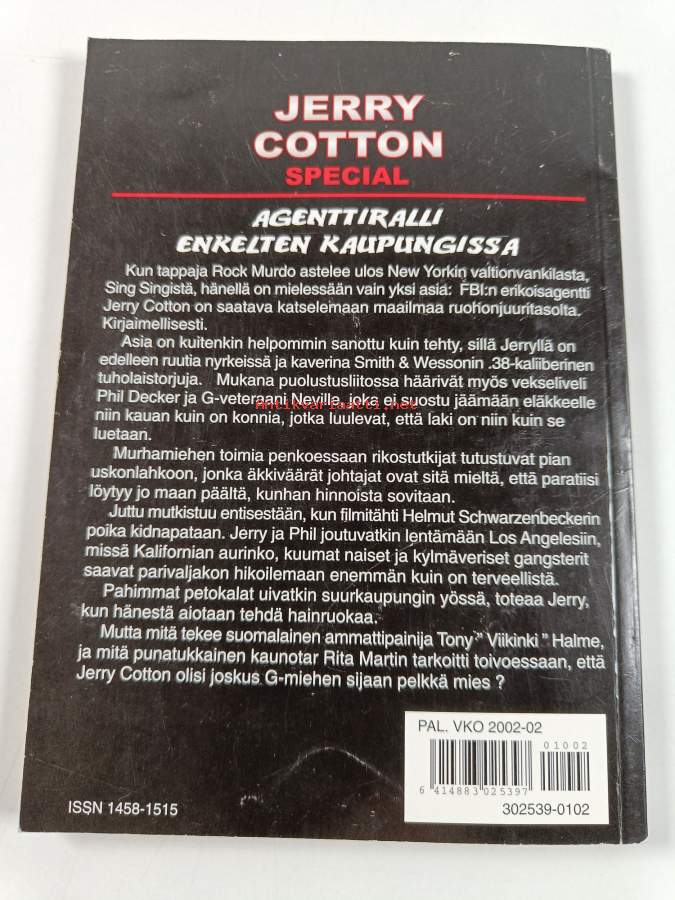 JERRY
COTTON
SPECIAL
AGENTTIRALLI
ENKELTEN KAUPUNGISSA
Kun tappaja Rock Murdo astelee ulos New Yorkin valtionvankilasta,
Sing Singistä, hänellä on mielessään vain yksi asia: FBI:n erikoisagentti
Jerry Cotton on saatava katselemaan maailmaa ruohonjuuritasolta.
Kirjaimellisesti.
Asia on kuitenkin helpommin sanottu kuin tehty, sillä Jerryllä on
edelleen ruutia nyrkeissä ja kaverina Smith & Wessonin .38-kaliiberinen
tuholaistorjuja. Mukana puolustusliitossa häärivät myös vekseliveli
Phil Decker ja G-veteraani Neville, joka ei suostu jäämään eläkkeelle
Antikvariaatti.net
niin kauan kuin on konnia, jotka luulevat, että laki on niin kuin se
luetaan.
Murhamiehen toimia penkoessaan rikostutkijat tutustuvat pian
uskonlahkoon, jonka äkkiväärät johtajat ovat sitä mieltä, että paratiisi
löytyy jo maan päältä, kunhan hinnoista sovitaan.
Juttu mutkistuu entisestään, kun filmitähti Helmut Schwarzenbeckerin
poika kidnapataan. Jerry ja Phil joutuvatkin lentämään Los Angelesiin,
missä Kalifornian aurinko, kuumat naiset ja kylmäveriset gangsterit
saavat parivaljakon hikoilemaan enemmän kuin on terveellistä.
Pahimmat petokalat uivatkin suurkaupungin yössä, toteaa Jerry,
kun hänestä aiotaan tehdä hainruokaa.
Mutta mitä tekee suomalainen ammattipainija Tony " Viikinki " Halme,
ja mitä punatukkainen kaunotar Rita Martin tarkoitti toivoessaan, että
Jerry Cotton olisi joskus G-miehen sijaan pelkkä mies ?
PAL. VKO 2002-02
01002
6 414883 025397
302539-0102
ISSN 1458-1515